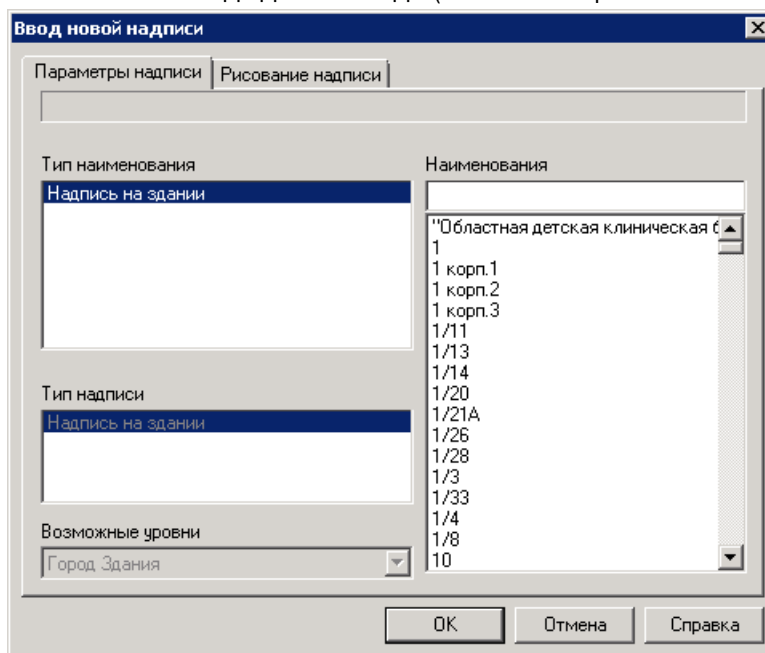 Ввод новой надписи
Параметры надписи
Рисование надписи
Тип наименования
Надпись на здании
Тип надписи
Надпись на здании
Возможные уровни
Город Здания
Наименования
"Областная детская клиническая
1
1 корп.1
1 корп.2
1 корп.3
1/11
1/13
1/14
1/20
1/21А
1/26
1/28
1/3
1/33
1/4
1/8
10
OK
Отмена
Справка